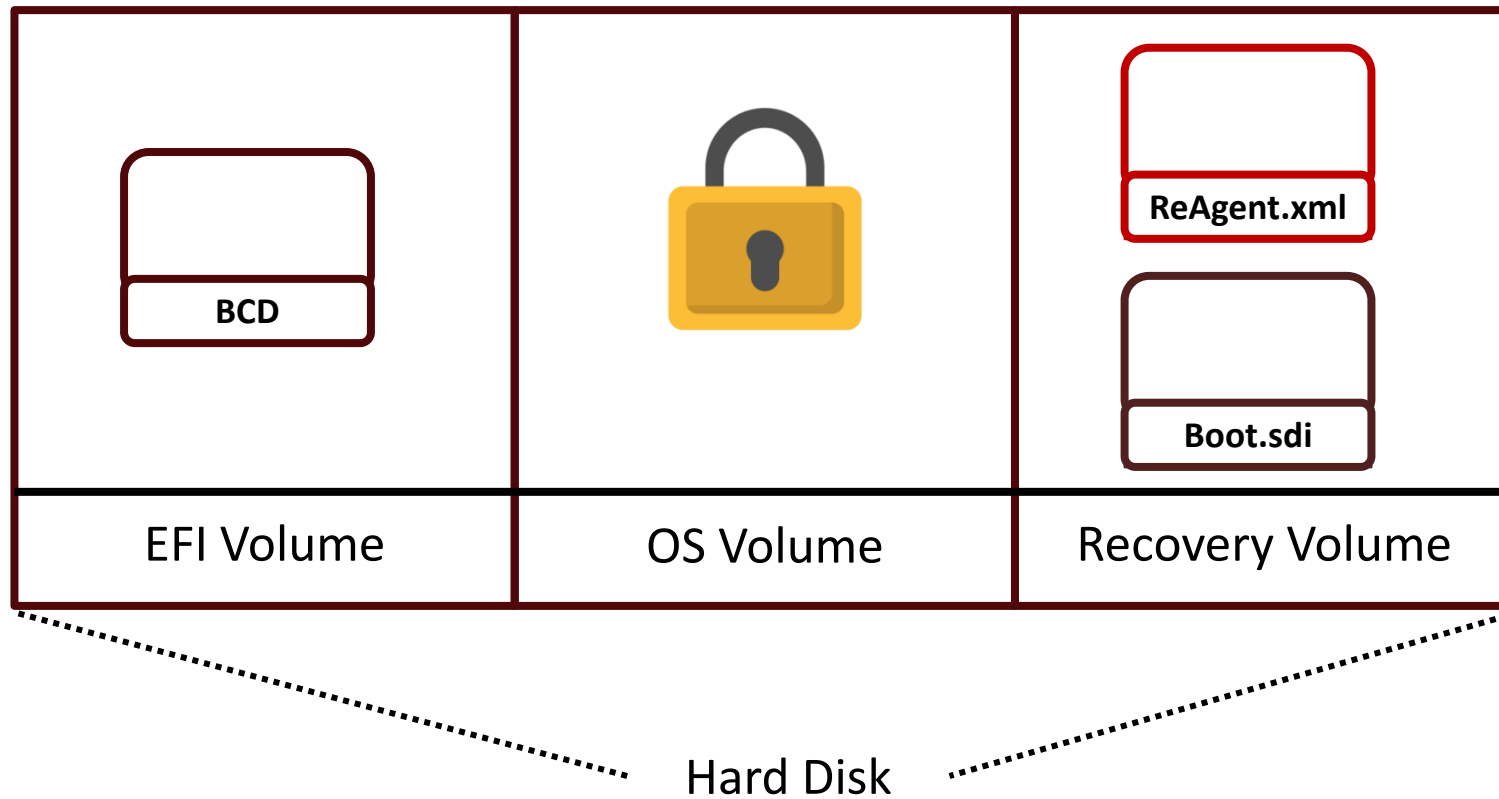 BCD
ReAgent.xml
Boot.sdi
EFI Volume
OS Volume
Recovery Volume
Hard Disk